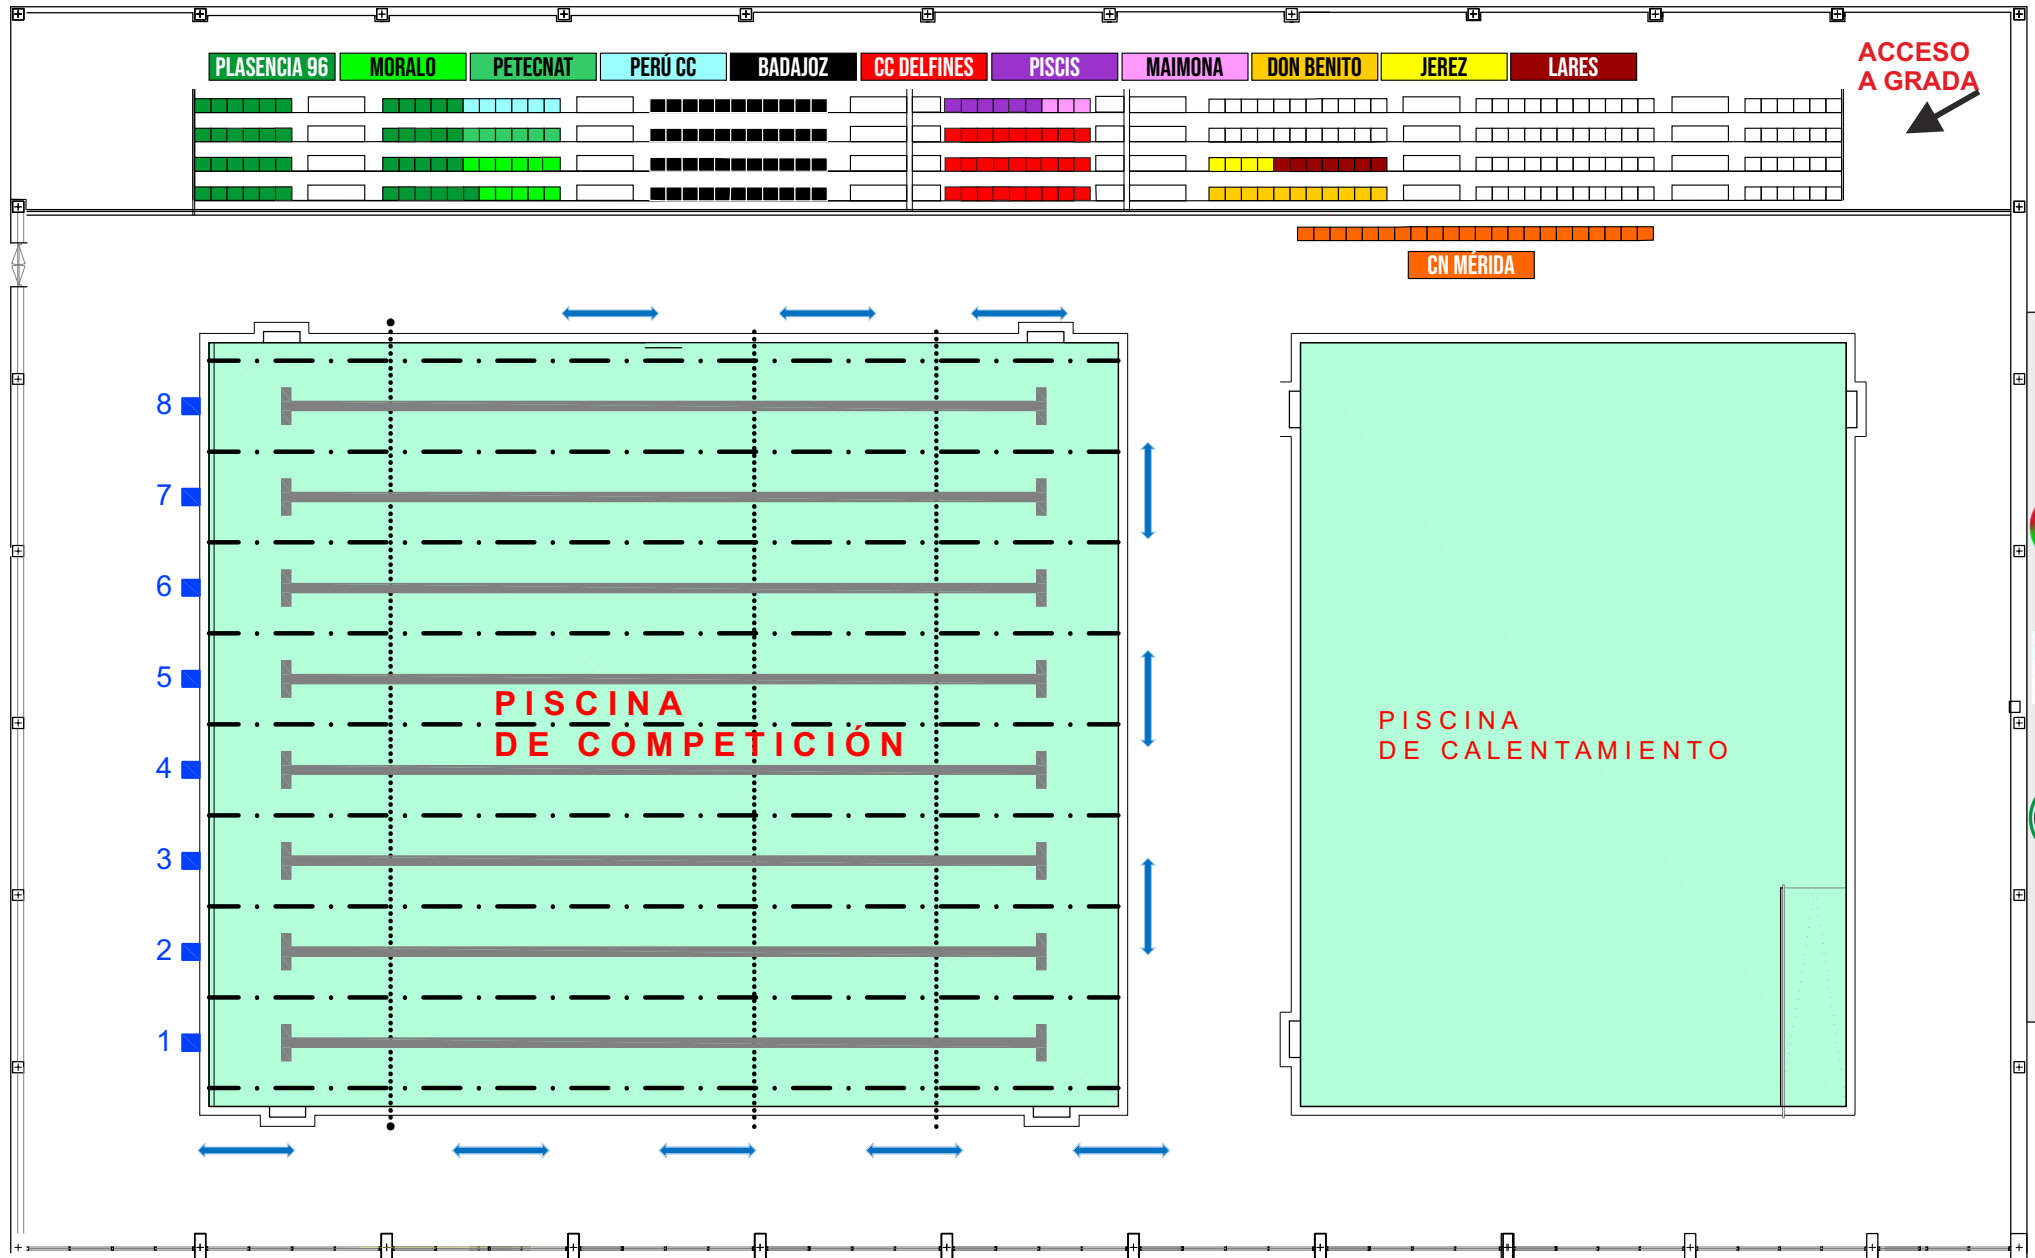 PLASENCIA 96
MORALO
PETECNAT
PERÚ CC
BADAJOZ
CC DELFINES
PISCIS
MAIMONA
DON BENITO
JEREZ
LARES
ACCESO
A GRADA
CN MÉRIDA
8
7
6
5
4
3
2
1
PISCINA
DE COMPETICIÓN
PISCINA
DE CALENTAMIENTO